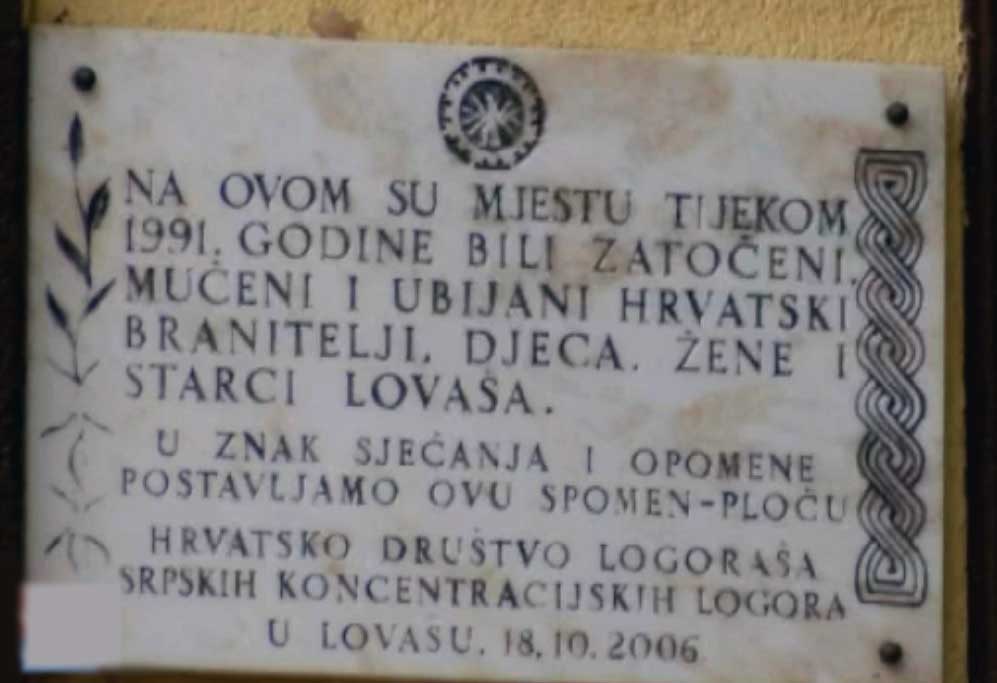 NA OVOM SU MJESTU TIJEKOM
1991. GODINE BILI ZATOČENI,
MUČENI I UBIJANI HRVATSKI
BRANITELJI, DJECA, ŽENE I
STARCI LOVAŠA.
U ZNAK SJEĆANJA I OPOMENE
POSTAVLJAMO OVU SPOMEN-PLOČU
HRVATSKO DRUŠTVO LOGORAŠA
SRPSKIH KONCENTRACIJSKIH LOGORA
U LOVAŠU, 18.10.2006